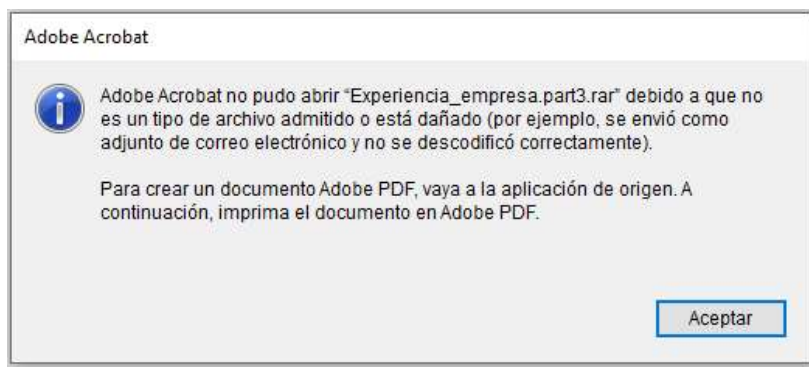 Adobe Acrobat
Adobe Acrobat no pudo abrir “Experiencia_empresa.part3.rar” debido a que no
es un tipo de archivo admitido o está dañado (por ejemplo, se envió como
adjunto de correo electrónico y no se descodificó correctamente).
Para crear un documento Adobe PDF, vaya a la aplicación de origen. A
continuación, imprima el documento en Adobe PDF.
Aceptar